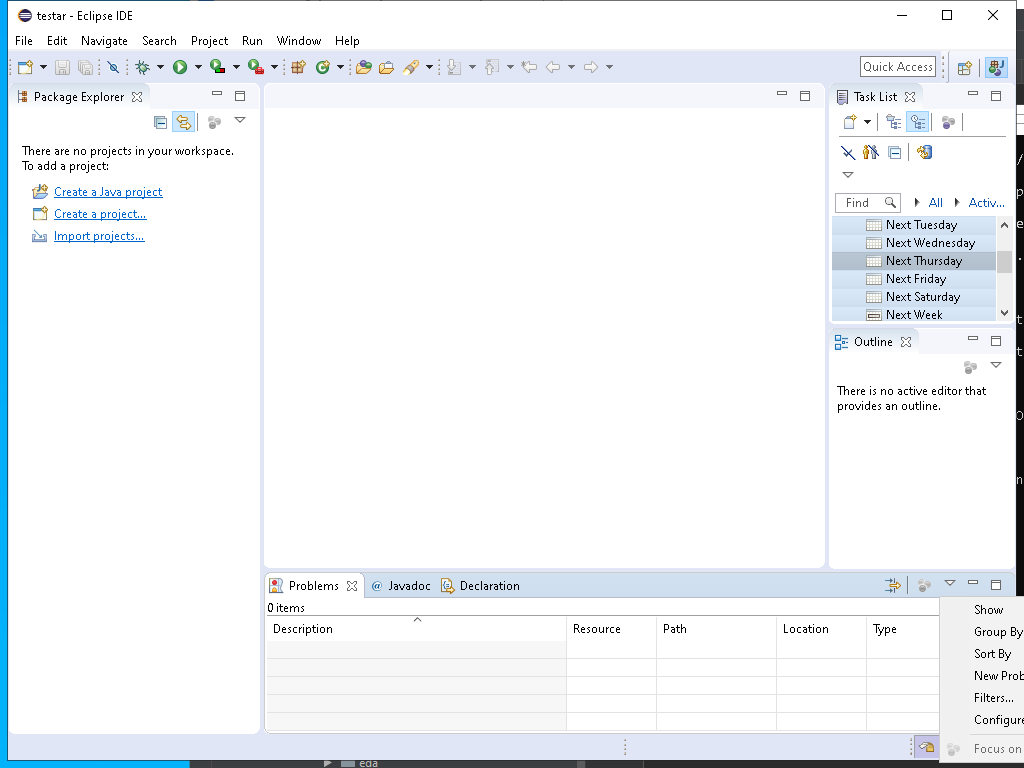 testar - Eclipse IDE
File Edit Navigate Search Project Run Window Help
Quick Access
Package Explorer
There are no projects in your workspace.
To add a project:
Create a Java project
Create a project...
Import projects...
Task List
Find All Activ...
Next Tuesday
Next Wednesday
Next Thursday
Next Friday
Next Saturday
Next Week
Outline
There is no active editor that
provides an outline.
Problems @ Javadoc Declaration
0 items
Description Resource Path Location Type
Show
Group By
Sort By
New Prob
Filters...
Configure
Focus on
eda